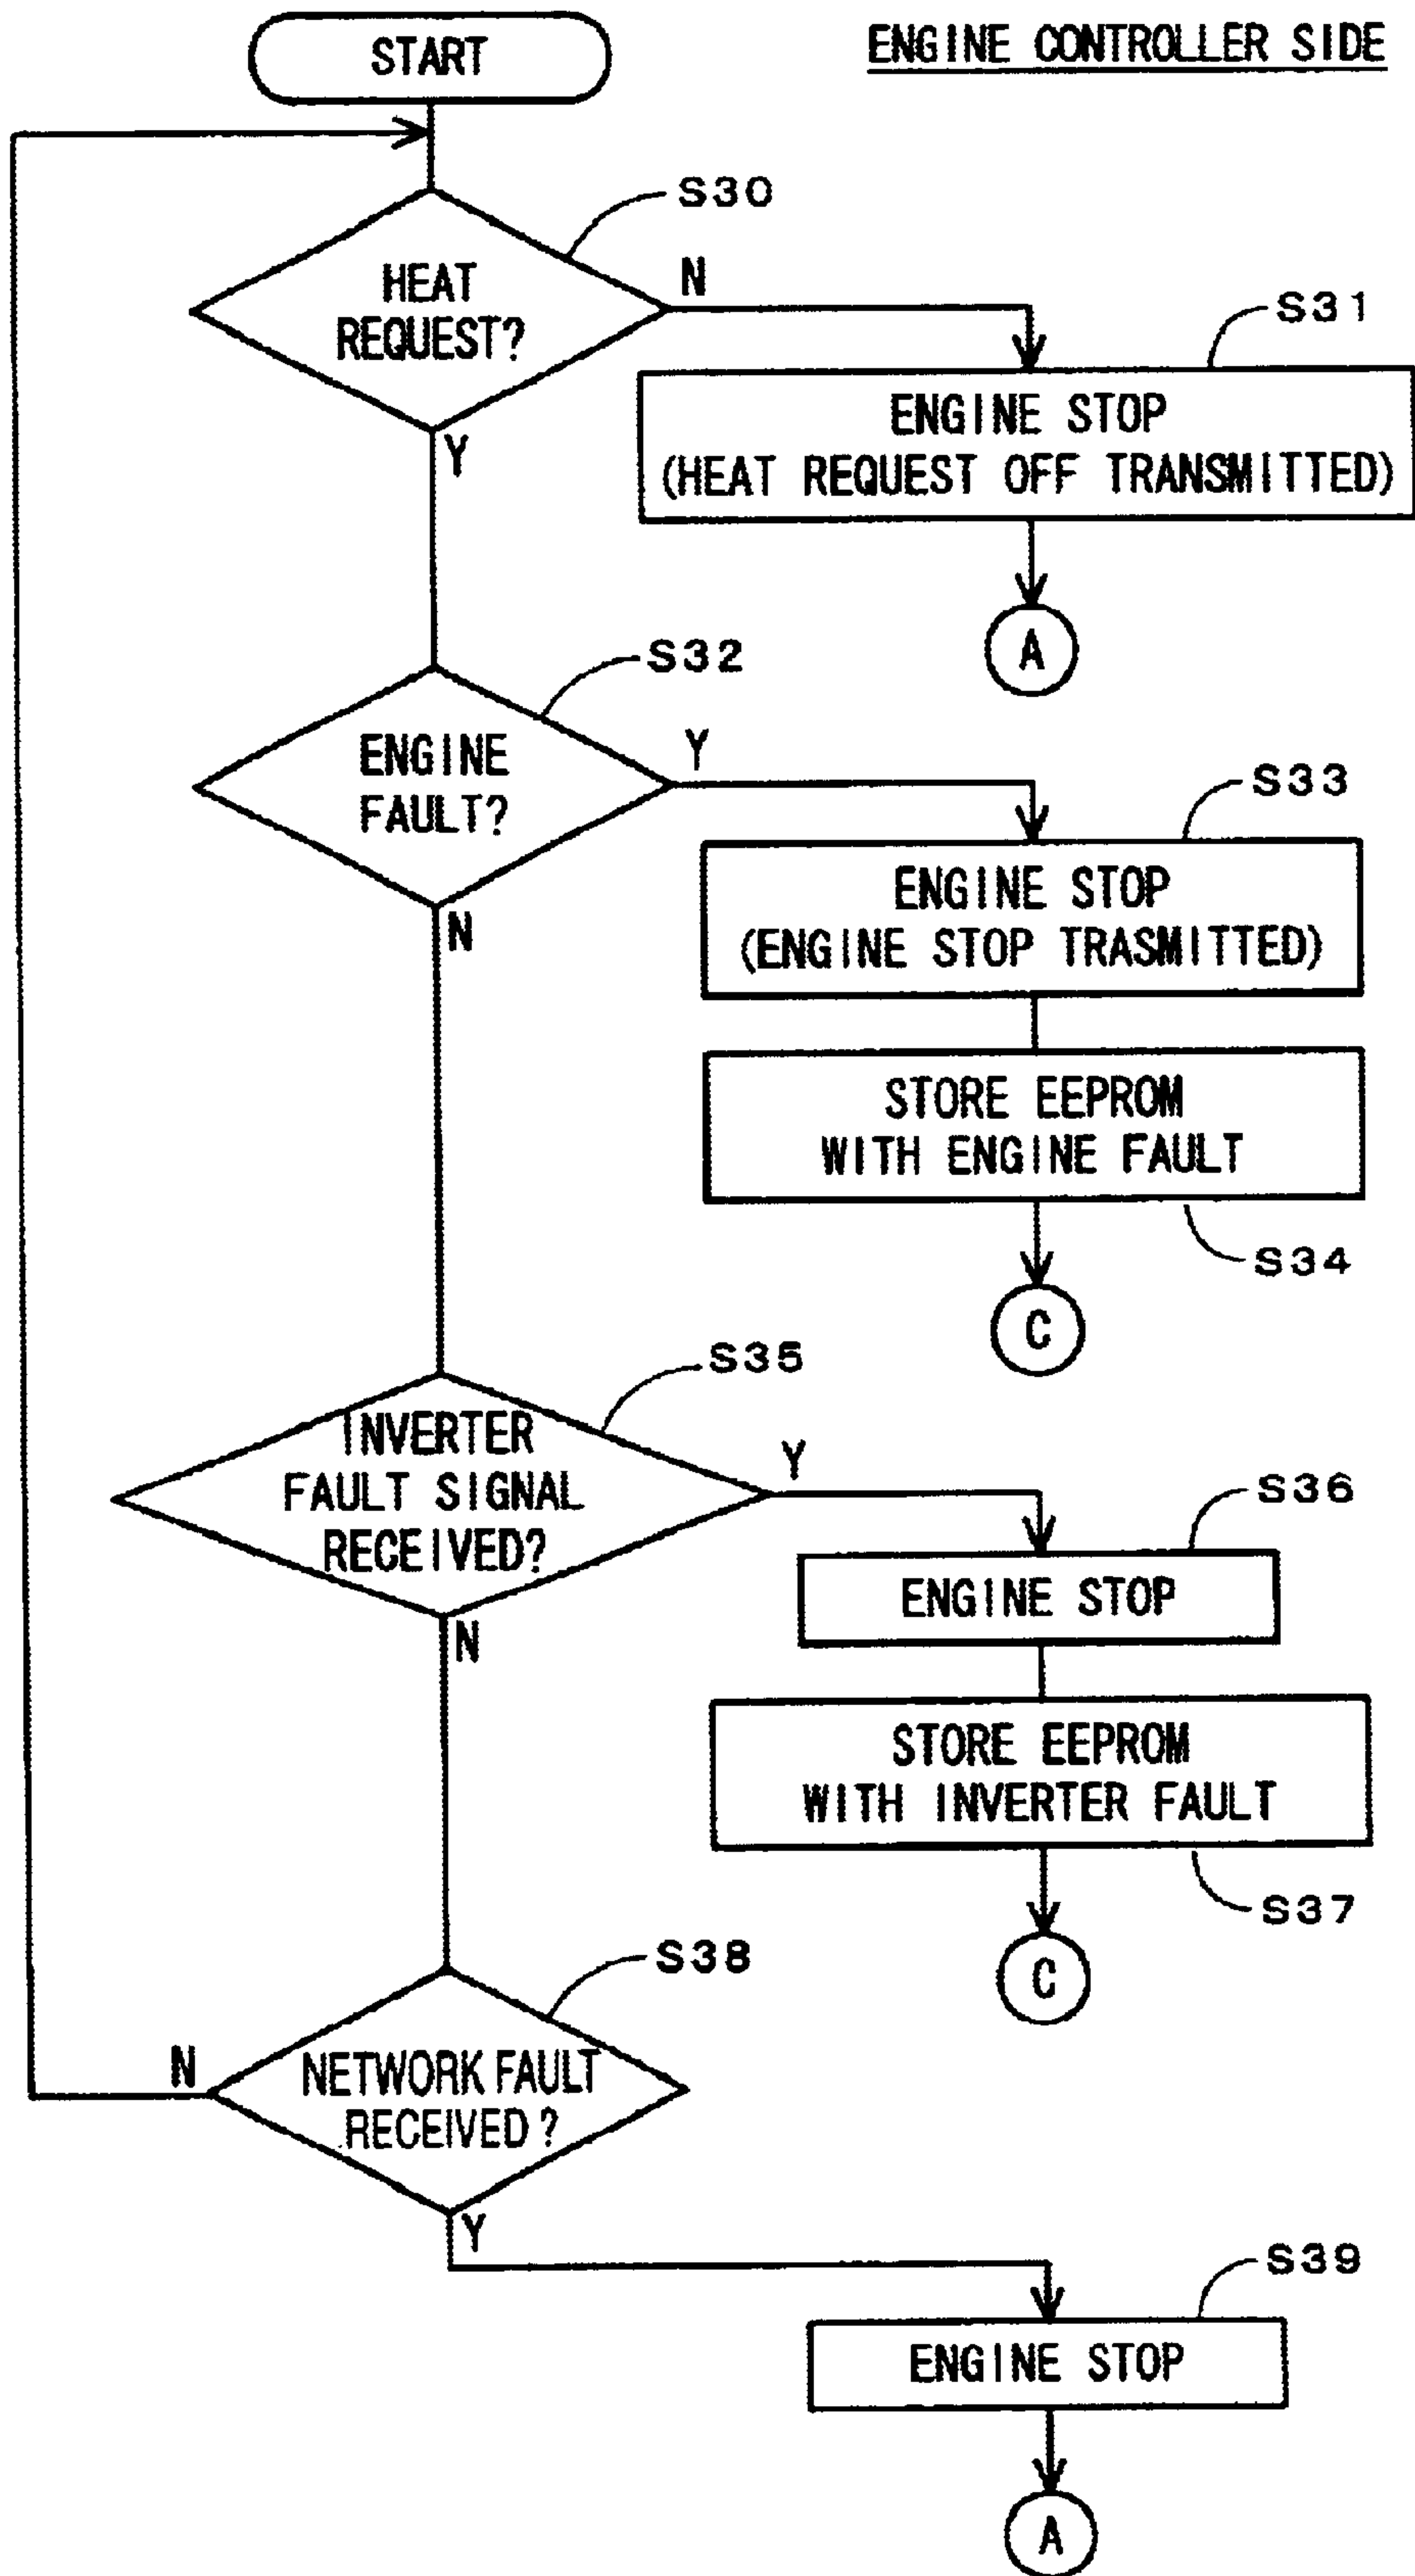 START
ENGINE CONTROLLER SIDE
S30
HEAT
REQUEST?
N
Y
S31
ENGINE STOP
(HEAT REQUEST OFF TRANSMITTED)
A
S32
ENGINE
FAULT?
Y
N
S33
ENGINE STOP
(ENGINE STOP TRASMITTED)
STORE EEPROM
WITH ENGINE FAULT
S34
C
S35
INVERTER
FAULT SIGNAL
RECEIVED?
Y
N
S36
ENGINE STOP
STORE EEPROM
WITH INVERTER FAULT
S37
C
S38
NETWORK FAULT
RECEIVED?
N
Y
S39
ENGINE STOP
A